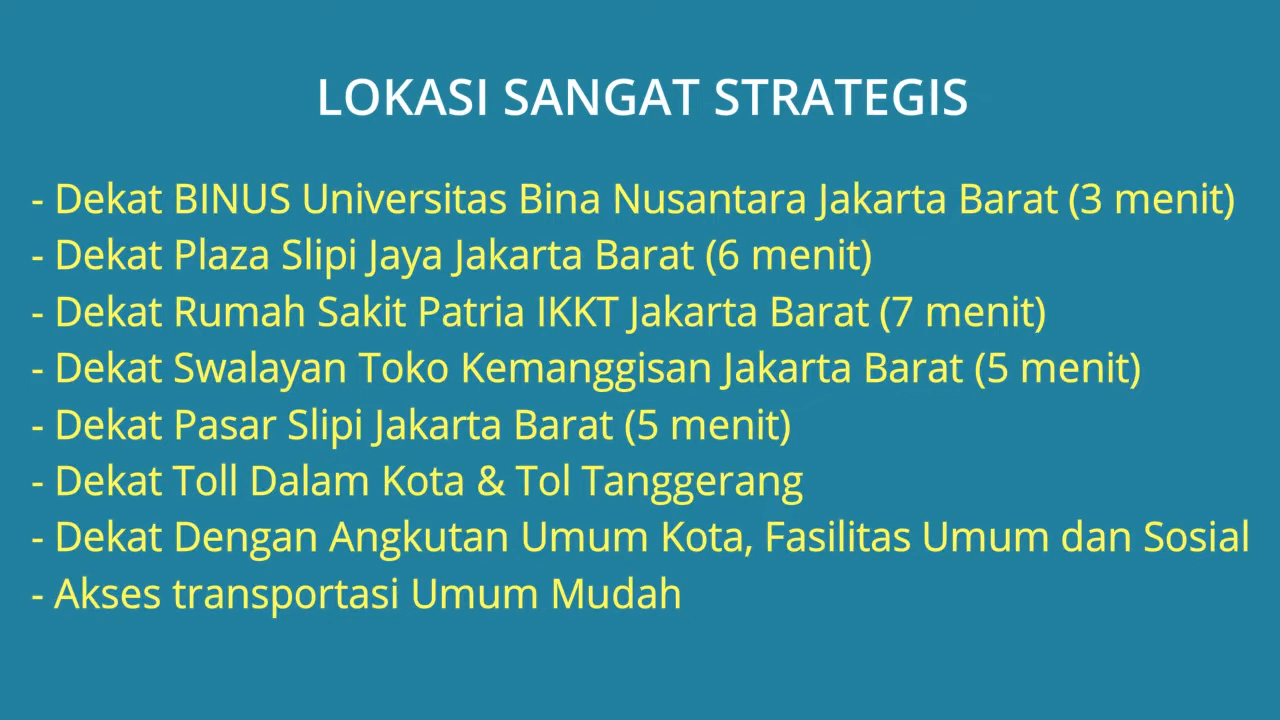 LOKASI SANGAT STRATEGIS
- Dekat BINUS Universitas Bina Nusantara Jakarta Barat (3 menit)
- Dekat Plaza Slipi Jaya Jakarta Barat (6 menit)
- Dekat Rumah Sakit Patria IKKT Jakarta Barat (7 menit)
- Dekat Swalayan Toko Kemanggisan Jakarta Barat (5 menit)
- Dekat Pasar Slipi Jakarta Barat (5 menit)
- Dekat Toll Dalam Kota & Tol Tanggerang
- Dekat Dengan Angkutan Umum Kota, Fasilitas Umum dan Sosial
- Akses transportasi Umum Mudah